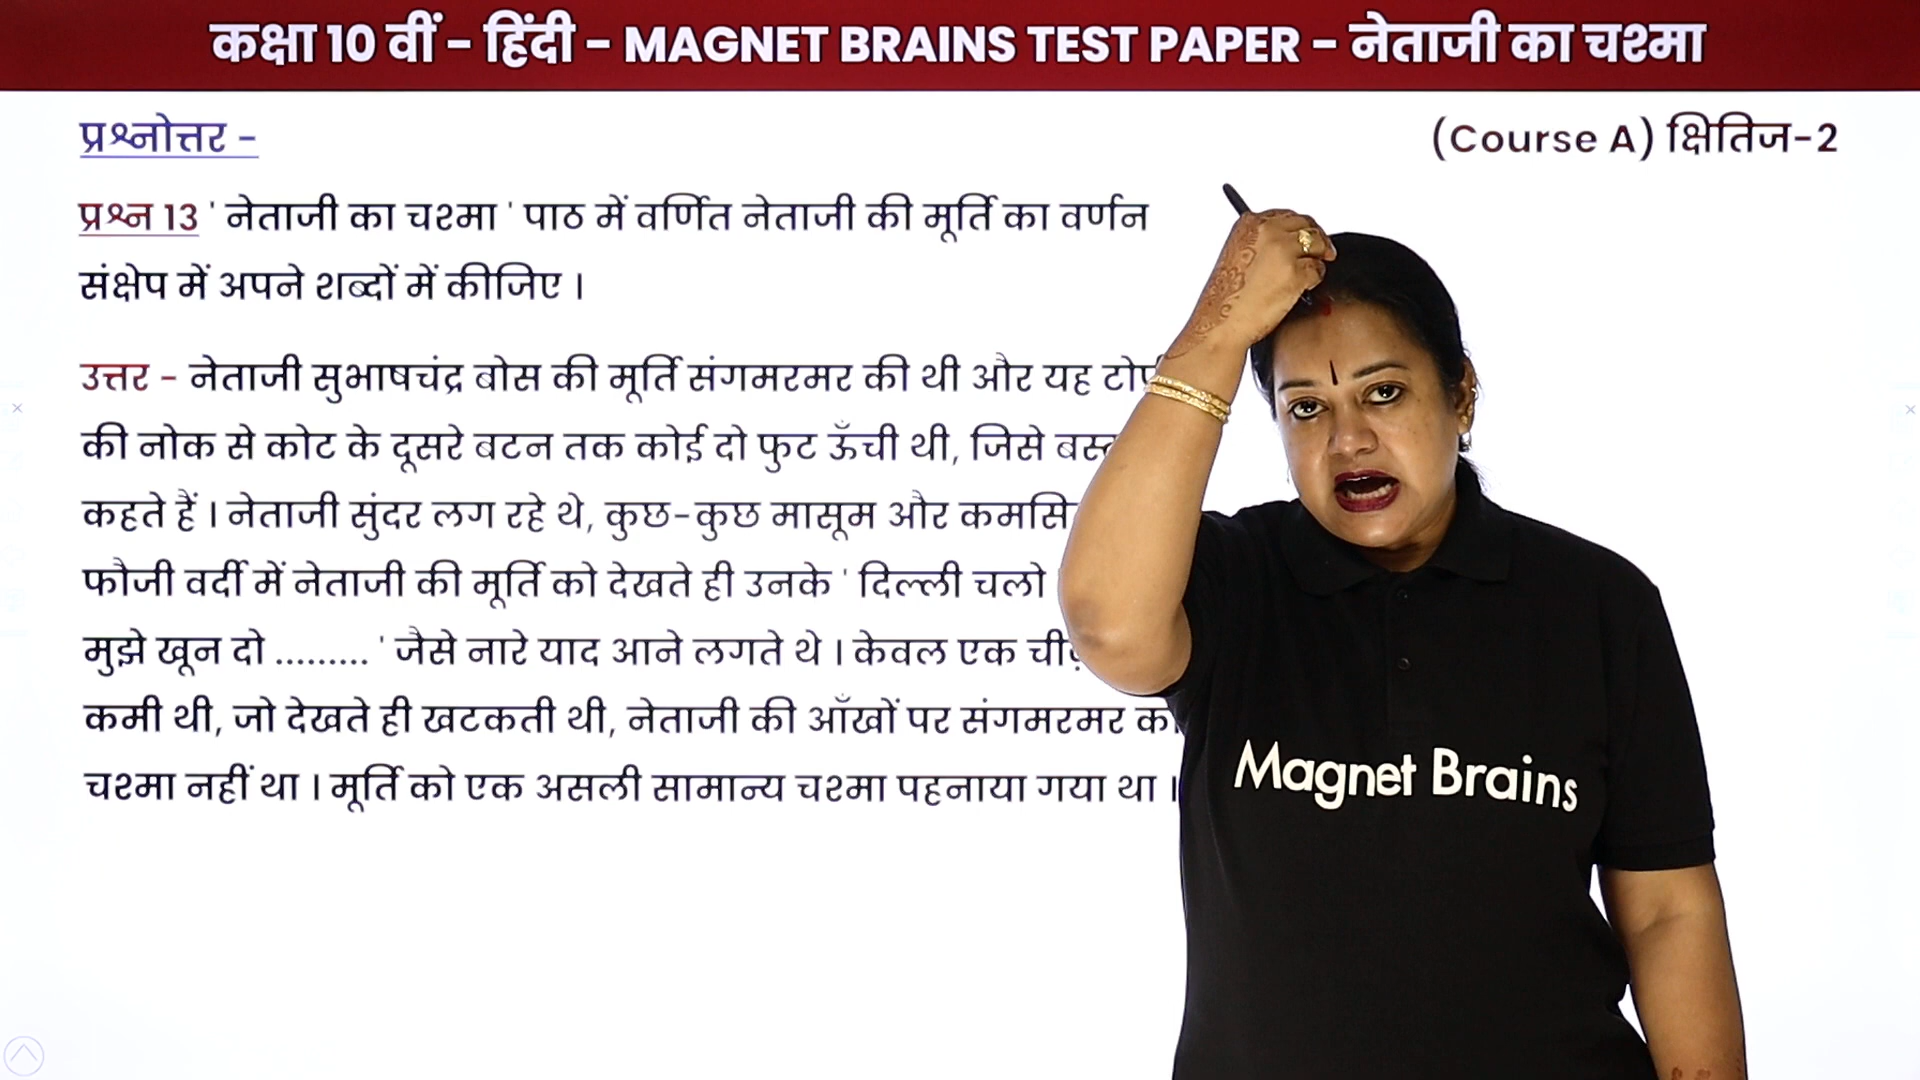 कक्षा 10 वीं - हिंदी - MAGNET BRAINS TEST PAPER - नेताजी का चश्मा
प्रश्नोत्तर -
(Course A) क्षितिज-2
प्रश्न 13 ' नेताजी का चश्मा ' पाठ में वर्णित नेताजी की मूर्ति का वर्णन
संक्षेप में अपने शब्दों में कीजिए ।
उत्तर - नेताजी सुभाषचंद्र बोस की मूर्ति संगमरमर की थी और यह
की नोक से कोट के दूसरे बटन तक कोई दो फुट ऊँची थी, जिसे
कहते हैं । नेताजी सुंदर लग रहे थे, कुछ-कुछ मासूम और
फौजी वर्दी में नेताजी की मूर्ति को देखते ही उनके ' दिल्ली चलो
मुझे खून दो ......... ' जैसे नारे याद आने लगते थे । केवल एक
कमी थी, जो देखते ही खटकती थी, नेताजी की आँखों पर संगमरमर का
चश्मा नहीं था । मूर्ति को एक असली सामान्य चश्मा पहनाया गया था ।
Magnet Brains